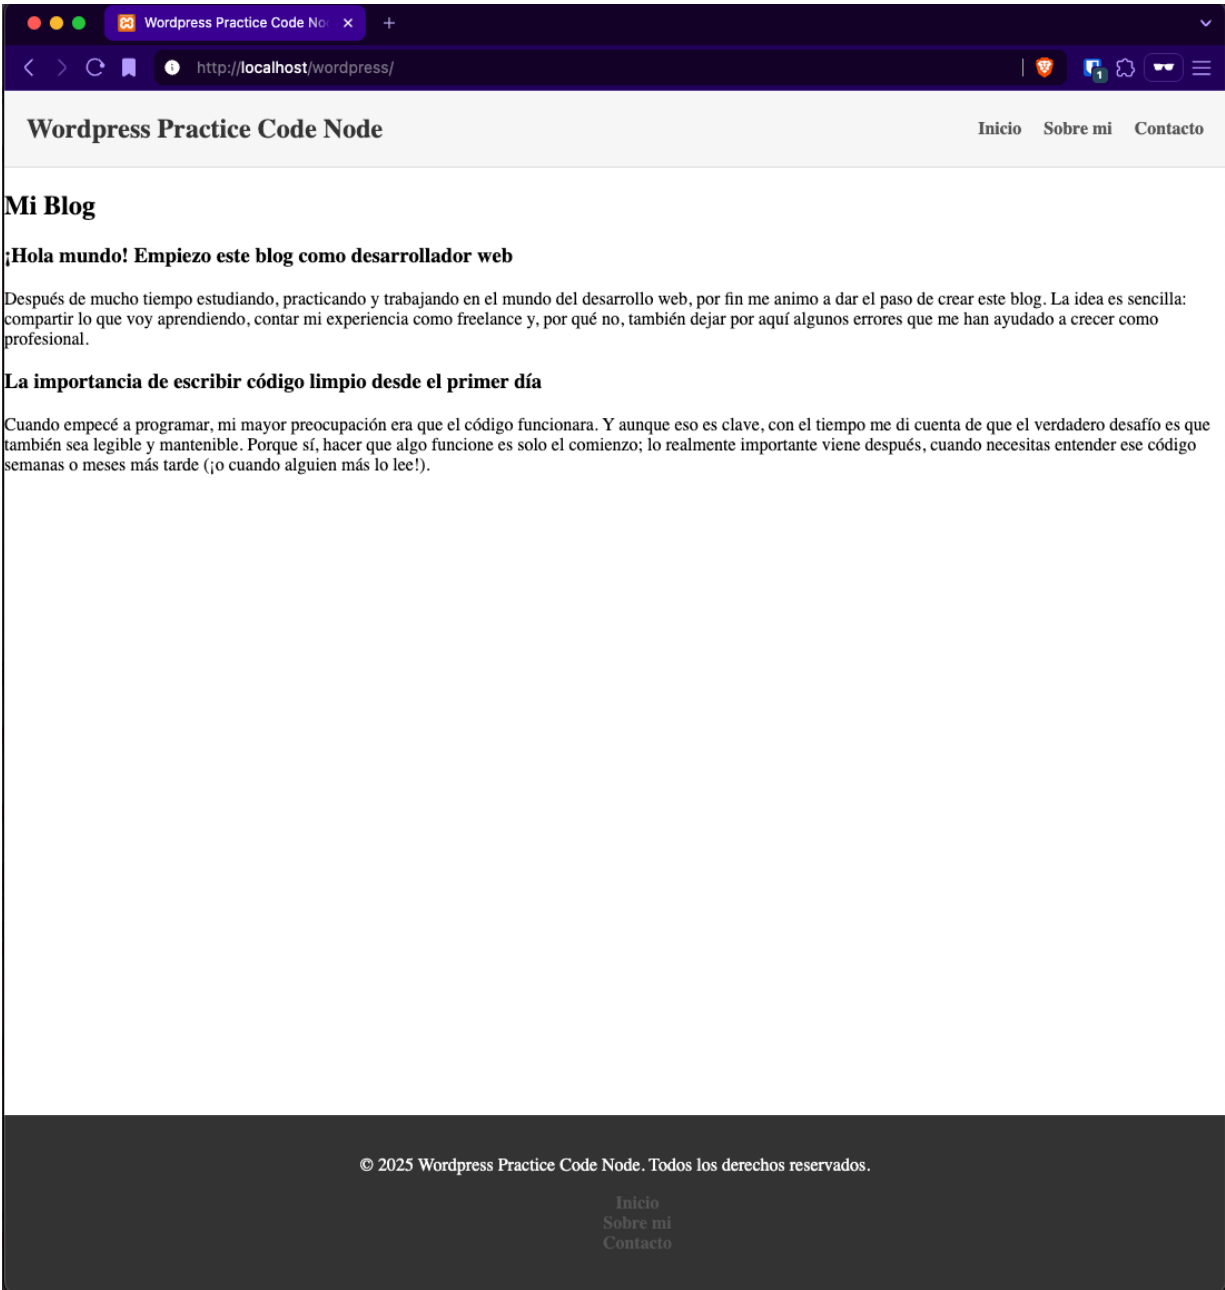 Wordpress Practice Code No
http://localhost/wordpress/
1
Wordpress Practice Code Node
Inicio Sobre mi Contacto
Mi Blog
¡Hola mundo! Empiezo este blog como desarrollador web
Después de mucho tiempo estudiando, practicando y trabajando en el mundo del desarrollo web, por fin me animo a dar el paso de crear este blog. La idea es sencilla:
compartir lo que voy aprendiendo, contar mi experiencia como freelance y, por qué no, también dejar por aquí algunos errores que me han ayudado a crecer como
profesional.
La importancia de escribir código limpio desde el primer día
Cuando empecé a programar, mi mayor preocupación era que el código funcionara. Y aunque eso es clave, con el tiempo me di cuenta de que el verdadero desafío es que
también sea legible y mantenible. Porque sí, hacer que algo funcione es solo el comienzo; lo realmente importante viene después, cuando necesitas entender ese código
semanas o meses más tarde (¡o cuando alguien más lo lee!).
© 2025 Wordpress Practice Code Node. Todos los derechos reservados.
Inicio
Sobre mi
Contacto